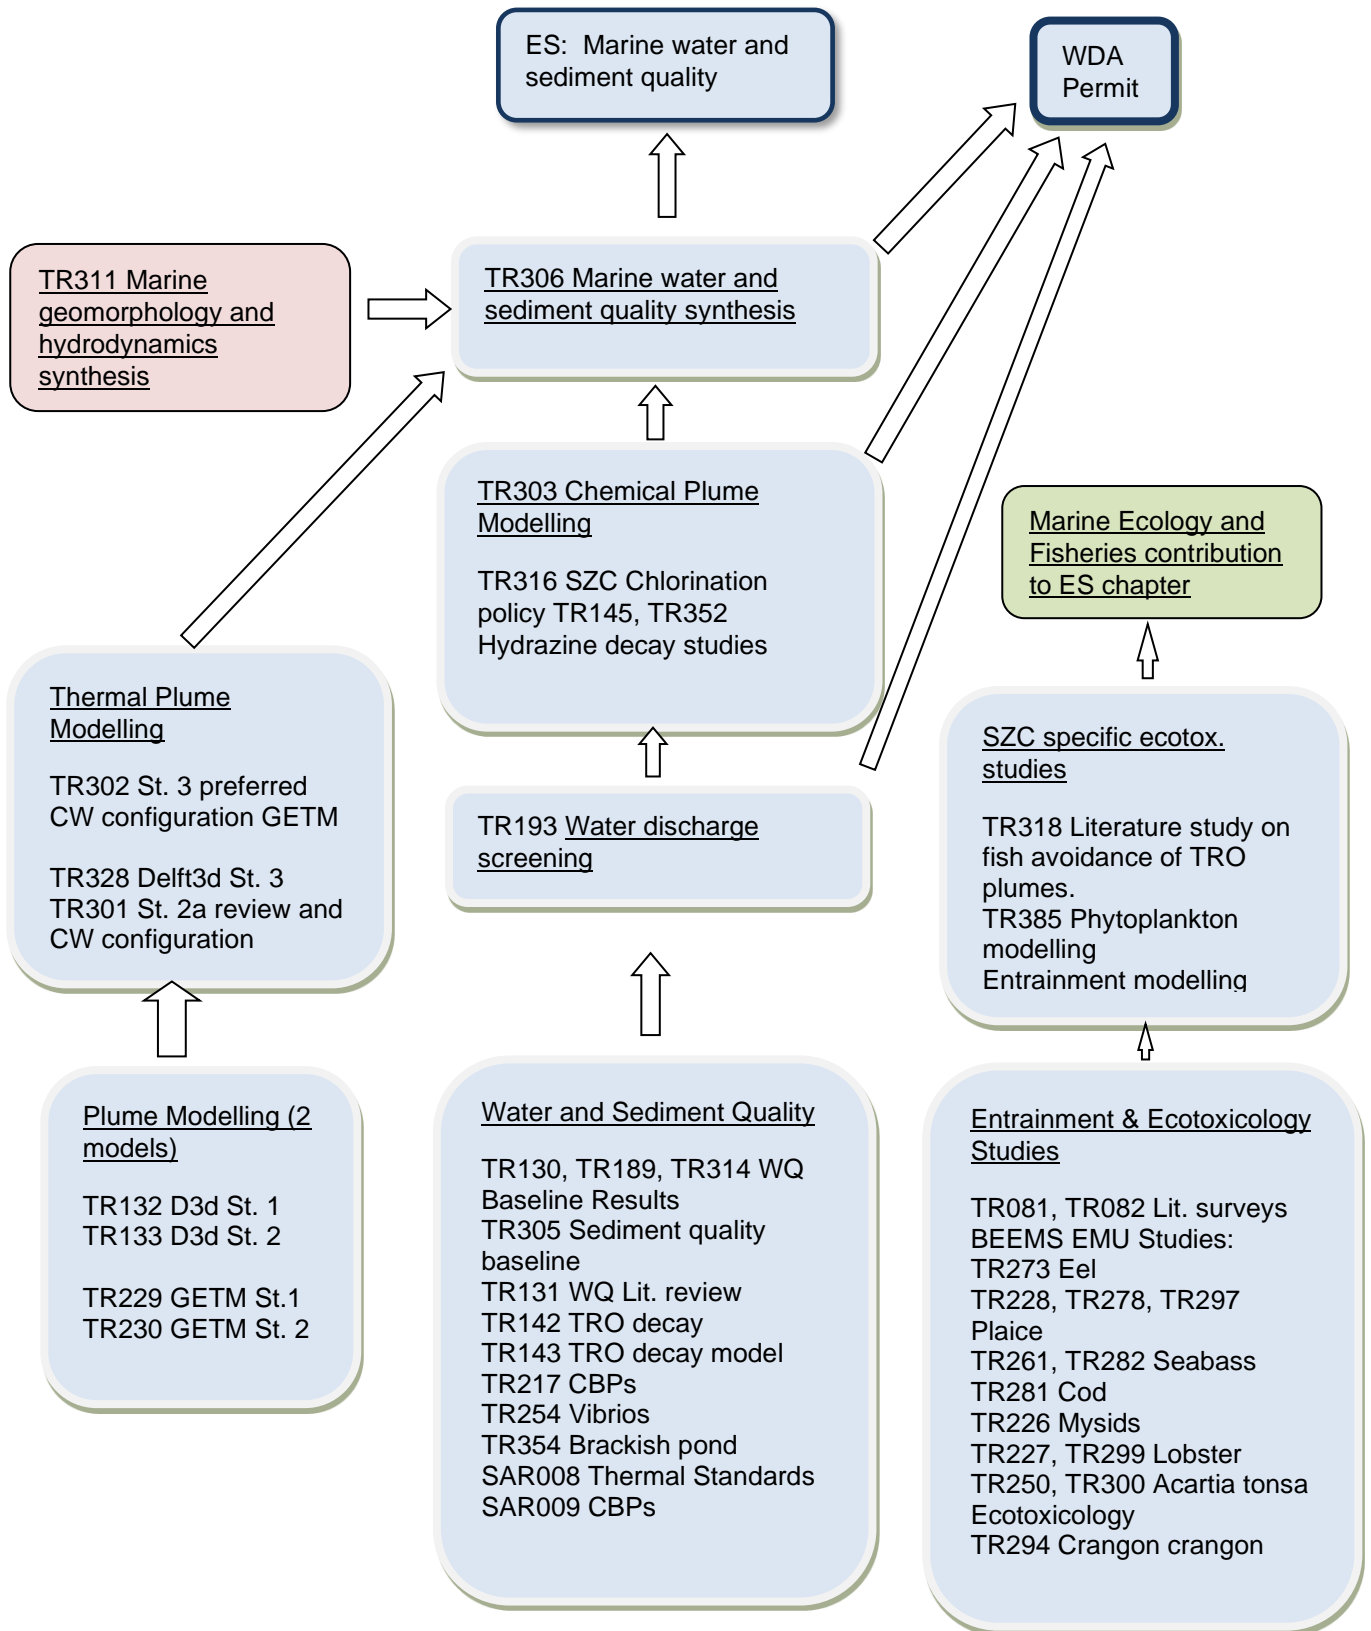 ES:  Marine water and
sediment quality
WDA
Permit
TR311 Marine
geomorphology and
hydrodynamics
synthesis
TR306 Marine water and
sediment quality synthesis
TR303 Chemical Plume
Modelling
TR316 SZC Chlorination
policy TR145, TR352
Hydrazine decay studies
Marine Ecology and
Fisheries contribution
to ES chapter
Thermal Plume
Modelling
TR302 St. 3 preferred
CW configuration GETM
TR328 Delft3d St. 3
TR301 St. 2a review and
CW configuration
TR193 Water discharge
screening
SZC specific ecotox.
studies
TR318 Literature study on
fish avoidance of TRO
plumes.
TR385 Phytoplankton
modelling
Entrainment modelling
Plume Modelling (2
models)
TR132 D3d St. 1
TR133 D3d St. 2
TR229 GETM St.1
TR230 GETM St. 2
Water and Sediment Quality
TR130, TR189, TR314 WQ
Baseline Results
TR305 Sediment quality
baseline
TR131 WQ Lit. review
TR142 TRO decay
TR143 TRO decay model
TR217 CBPs
TR254 Vibrios
TR354 Brackish pond
SAR008 Thermal Standards
SAR009 CBPs
Entrainment & Ecotoxicology
Studies
TR081, TR082 Lit. surveys
BEEMS EMU Studies:
TR273 Eel
TR228, TR278, TR297
Plaice
TR261, TR282 Seabass
TR281 Cod
TR226 Mysids
TR227, TR299 Lobster
TR250, TR300 Acartia tonsa
Ecotoxicology
TR294 Crangon crangon